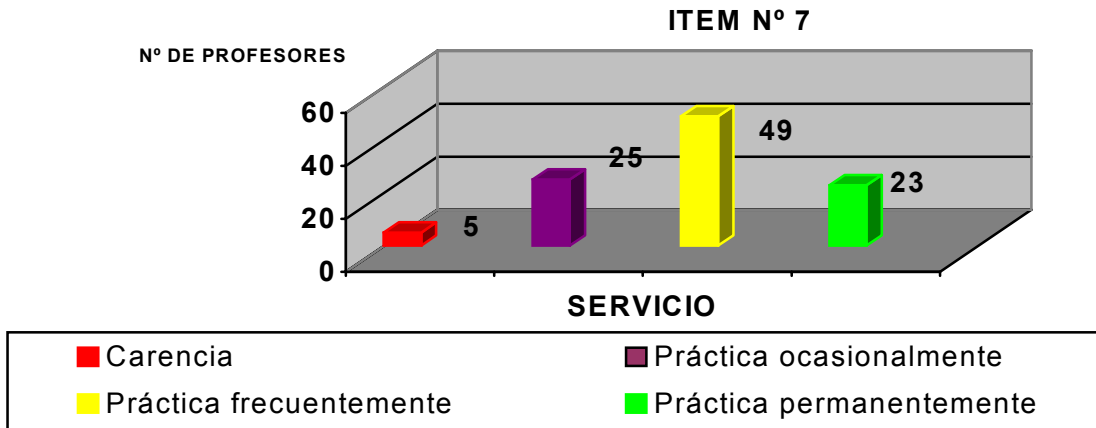 ITEM Nº 7
Nº DE PROFESORES
60
40
20
0
5
25
49
23
SERVICIO
Carencia
Práctica ocasionalmente
Práctica frecuentemente
Práctica permanentemente